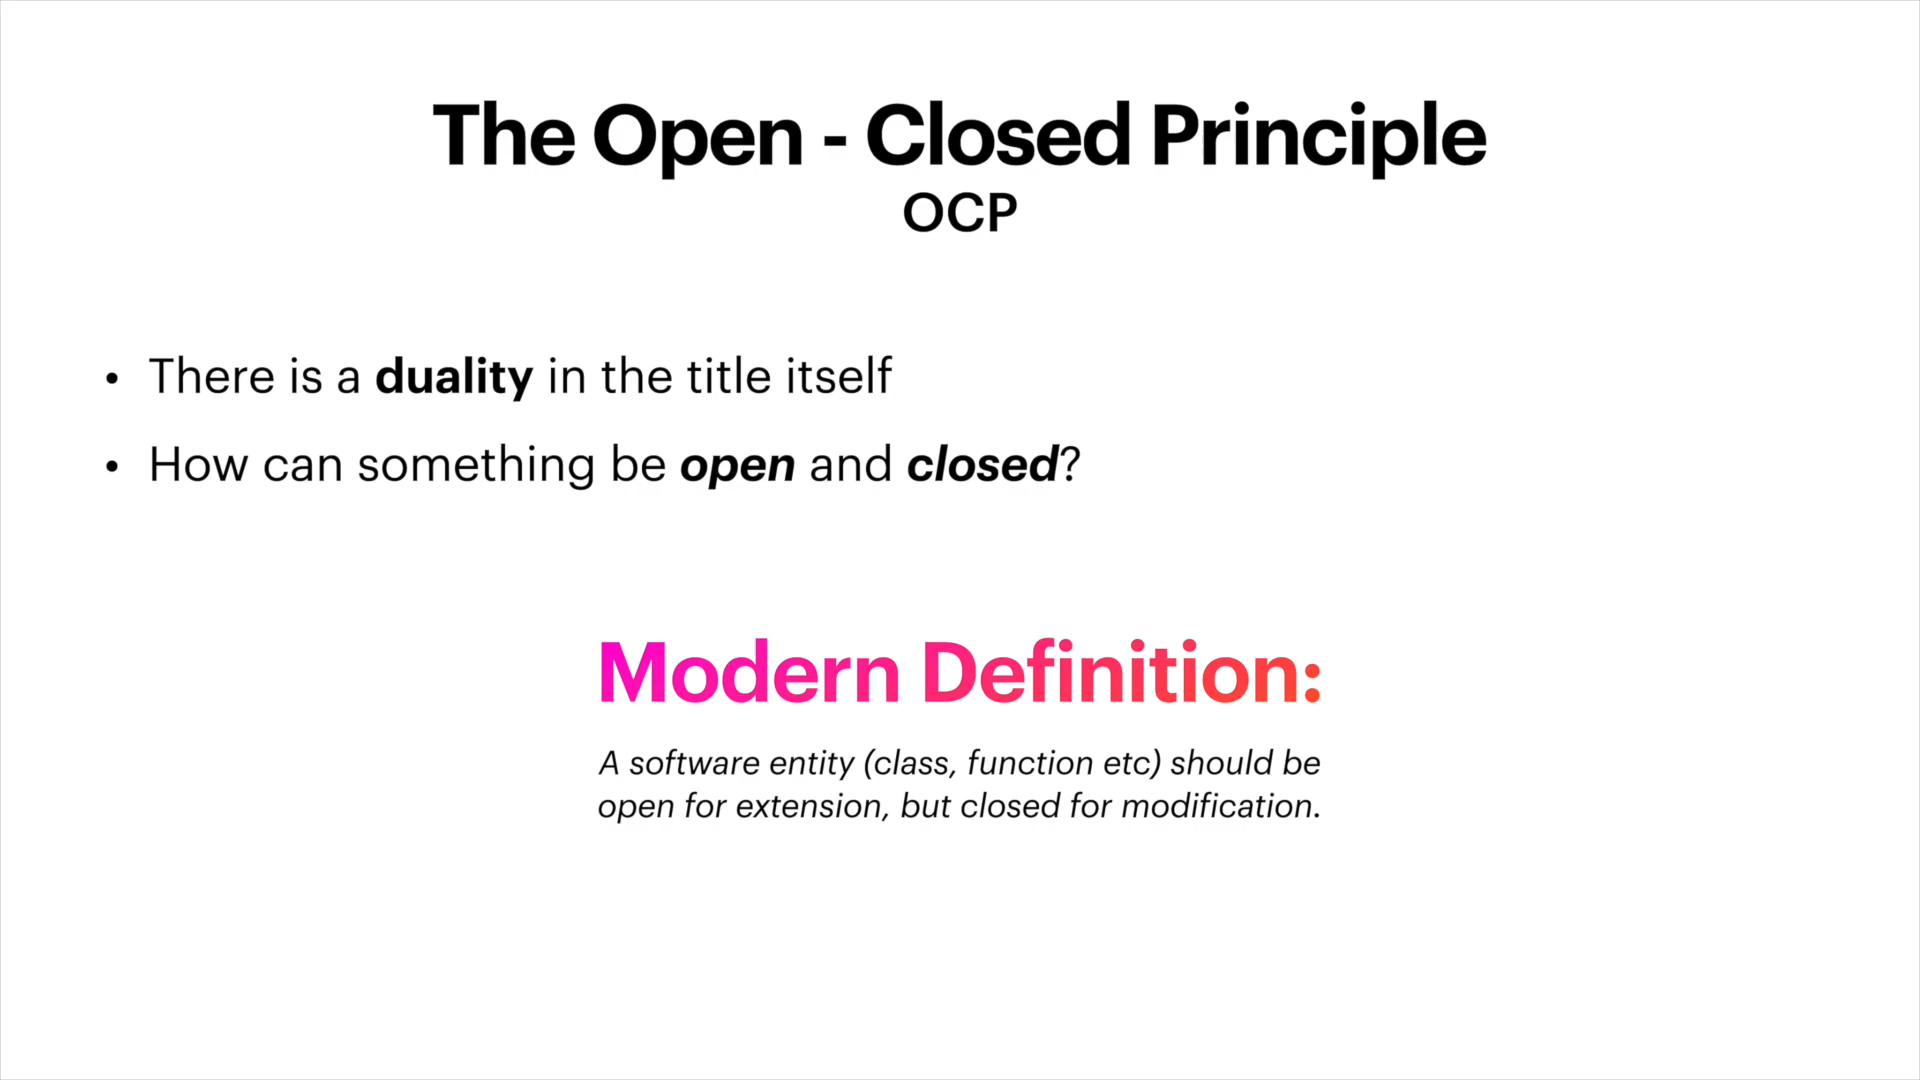 The Open - Closed Principle
OCP
• There is a duality in the title itself
• How can something be open and closed?
Modern Definition:
A software entity (class, function etc) should be
open for extension, but closed for modification.